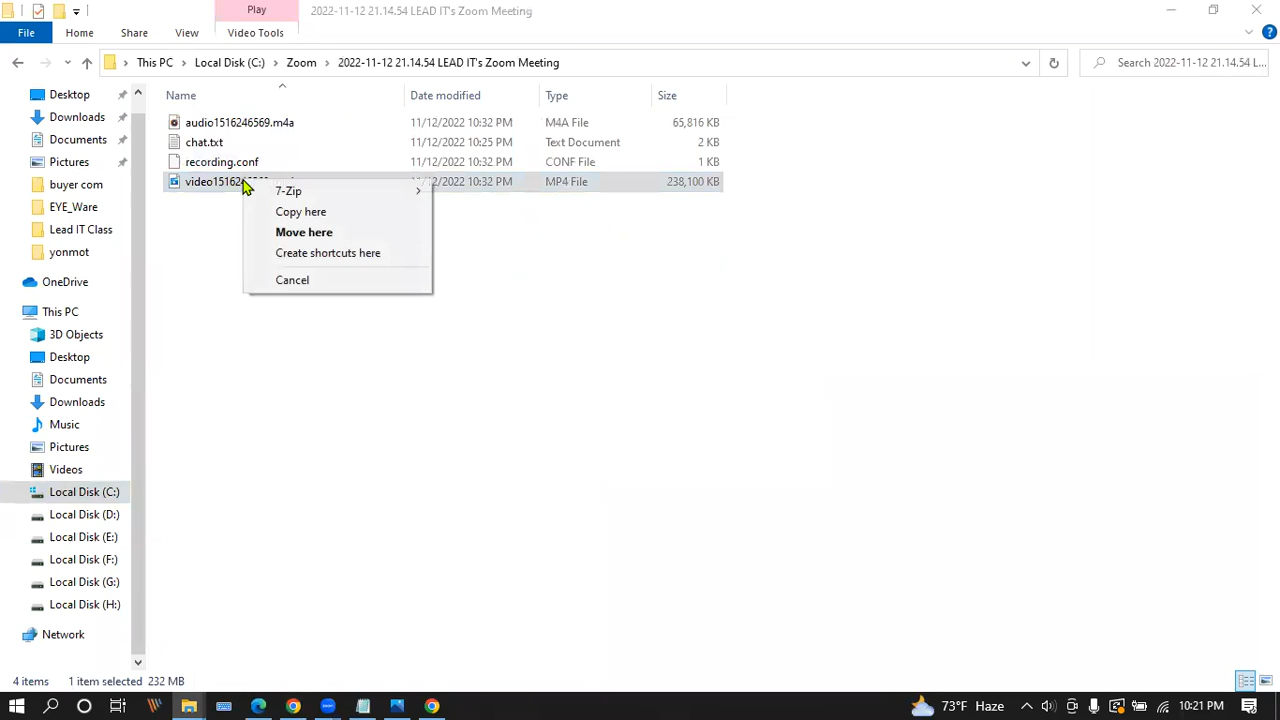 Play
2022-11-12 21.14.54 LEAD IT's Zoom Meeting
File
Home
Share
View
Video Tools
This PC
Local Disk (C:)
Zoom
2022-11-12 21.14.54 LEAD IT's Zoom Meeting
Search 2022-11-12 21.14.54 L...
Name
Date modified
Type
Size
audio1516246569.m4a 11/12/2022 10:32 PM M4A File 65,816 KB
chat.txt 11/12/2022 10:25 PM Text Document 2 KB
recording.conf 11/12/2022 10:32 PM CONF File 1 KB
11/12/2022 10:32 PM MP4 File 238,100 KB
7-Zip
Copy here
Move here
Create shortcuts here
Cancel
Desktop
Downloads
Documents
Pictures
buyer com
EYE_Ware
Lead IT Class
yonmot
OneDrive
This PC
3D Objects
Desktop
Documents
Downloads
Music
Pictures
Videos
Local Disk (C:)
Local Disk (D:)
Local Disk (E:)
Local Disk (F:)
Local Disk (G:)
Local Disk (H:)
Network
4 items 1 item selected 232 MB
73°F Haze
10:21 PM